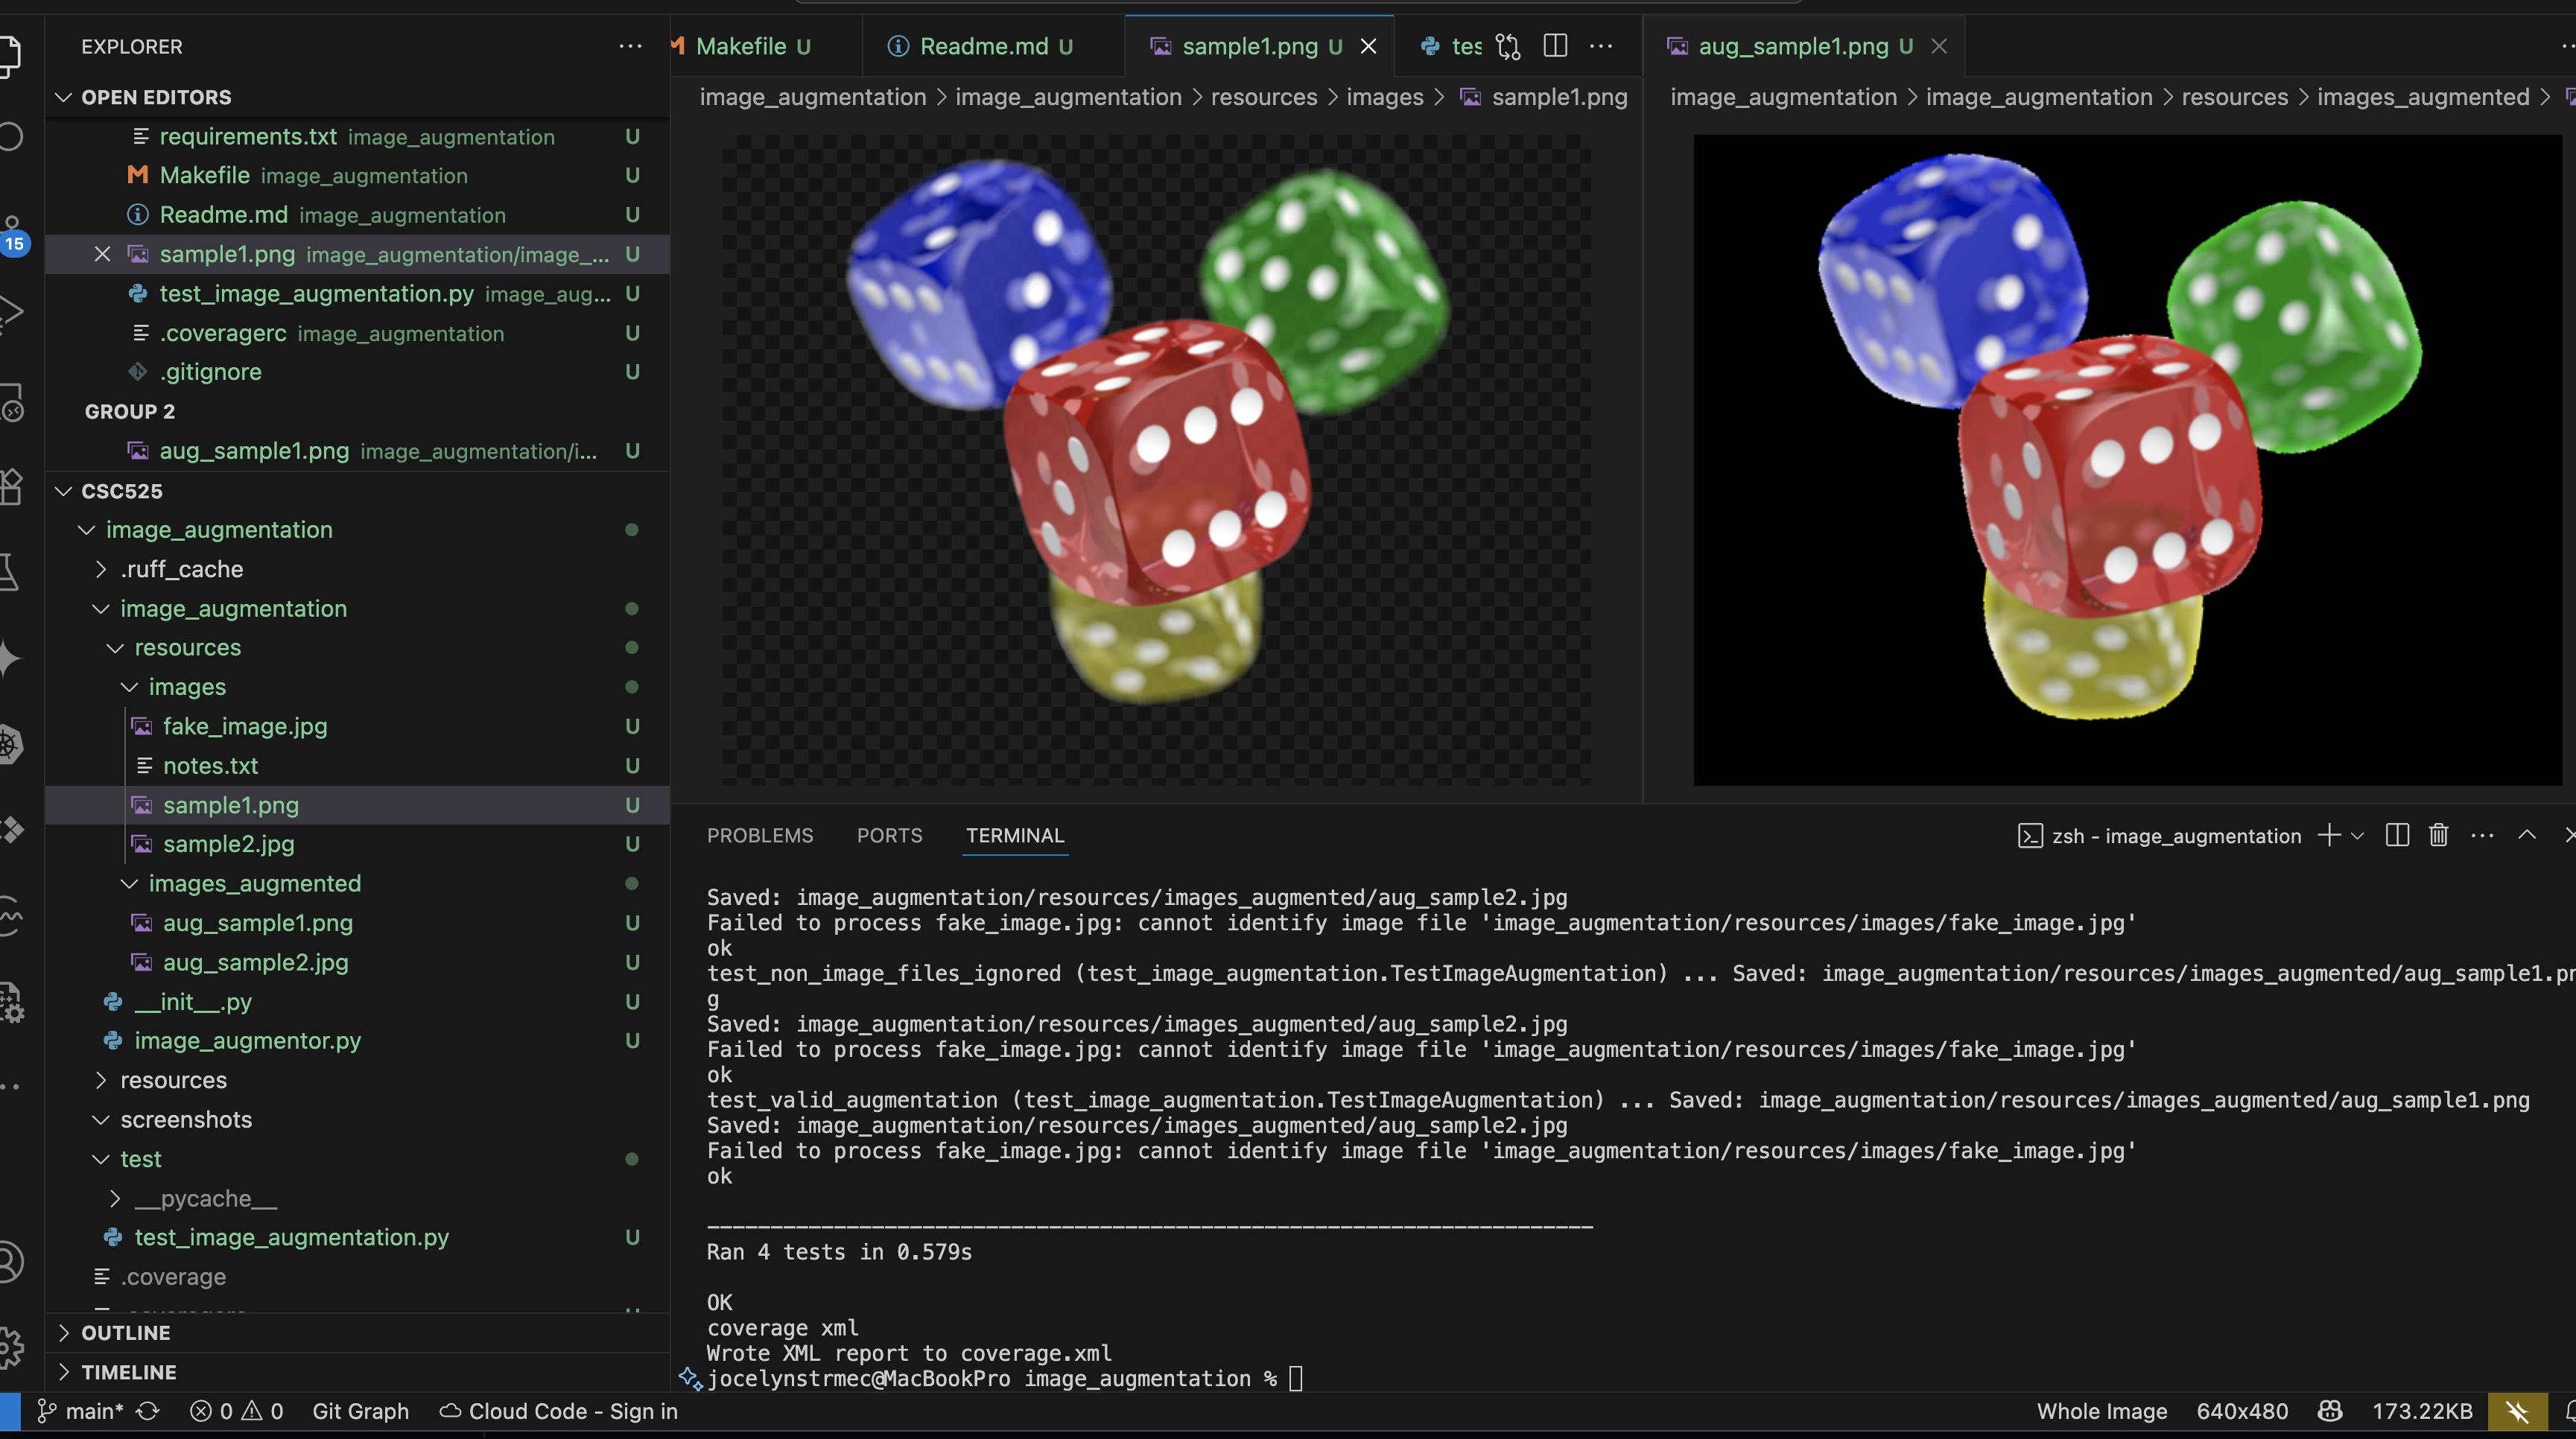 EXPLORER
OPEN EDITORS
requirements.txt image_augmentation U
Makefile image_augmentation U
Readme.md image_augmentation U
sample1.png image_augmentation/image_... U
test_image_augmentation.py image_aug... U
.coveragerc image_augmentation U
.gitignore U
GROUP 2
aug_sample1.png image_augmentation/i... U
15
CSC525
image_augmentation
.ruff_cache
image_augmentation
resources
images
fake_image.jpg U
notes.txt U
sample1.png U
sample2.jpg U
images_augmented
aug_sample1.png U
aug_sample2.jpg U
__init__.py U
image_augmentor.py U
resources
screenshots
test
__pycache__
test_image_augmentation.py U
.coverage
OUTLINE
TIMELINE
Makefile U
Readme.md U
sample1.png U
tes
image_augmentation > image_augmentation > resources > images > sample1.png
aug_sample1.png U
image_augmentation > image_augmentation > resources > images_augmented >
PROBLEMS PORTS TERMINAL
zsh - image_augmentation
Saved: image_augmentation/resources/images_augmented/aug_sample2.jpg
Failed to process fake_image.jpg: cannot identify image file 'image_augmentation/resources/images/fake_image.jpg'
ok
test_non_image_files_ignored (test_image_augmentation.TestImageAugmentation) ... Saved: image_augmentation/resources/images_augmented/aug_sample1.pn
g
Saved: image_augmentation/resources/images_augmented/aug_sample2.jpg
Failed to process fake_image.jpg: cannot identify image file 'image_augmentation/resources/images/fake_image.jpg'
ok
test_valid_augmentation (test_image_augmentation.TestImageAugmentation) ... Saved: image_augmentation/resources/images_augmented/aug_sample1.png
Saved: image_augmentation/resources/images_augmented/aug_sample2.jpg
Failed to process fake_image.jpg: cannot identify image file 'image_augmentation/resources/images/fake_image.jpg'
ok
----------------------------------------------------------------------
Ran 4 tests in 0.579s
OK
coverage xml
Wrote XML report to coverage.xml
jocelynstrmec@MacBookPro image_augmentation %
main* 0 0 Git Graph Cloud Code - Sign in
Whole Image 640x480 173.22KB